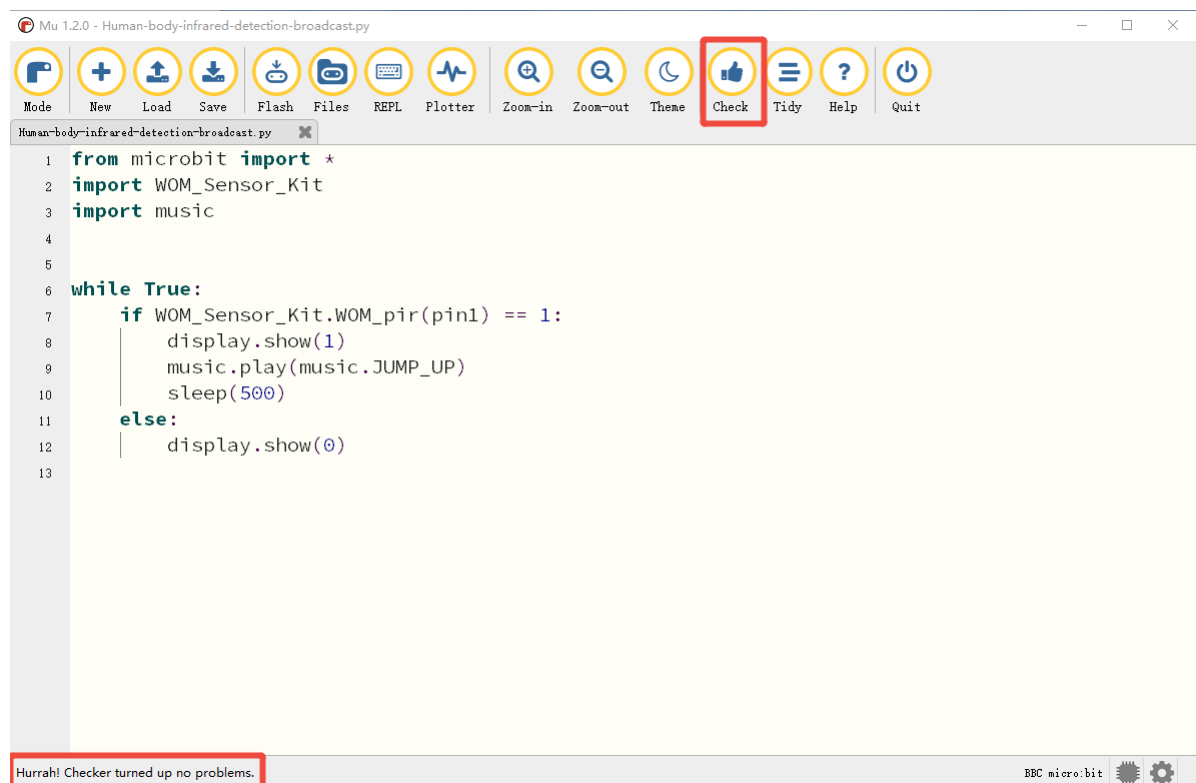 Mu 1.2.0 - Human-body-infrared-detection-broadcast.py
Mode New Load Save Flash Files REPL Plotter Zoom-in Zoom-out Theme Check Tidy Help Quit
Human-body-infrared-detection-broadcast.py
1 from microbit import *
2 import WOM_Sensor_Kit
3 import music
4
5
6 while True:
7     if WOM_Sensor_Kit.WOM_pir(pin1) == 1:
8         display.show(1)
9         music.play(music.JUMP_UP)
10         sleep(500)
11     else:
12         display.show(0)
13
Hurrah! Checker turned up no problems. BBC micro:bit